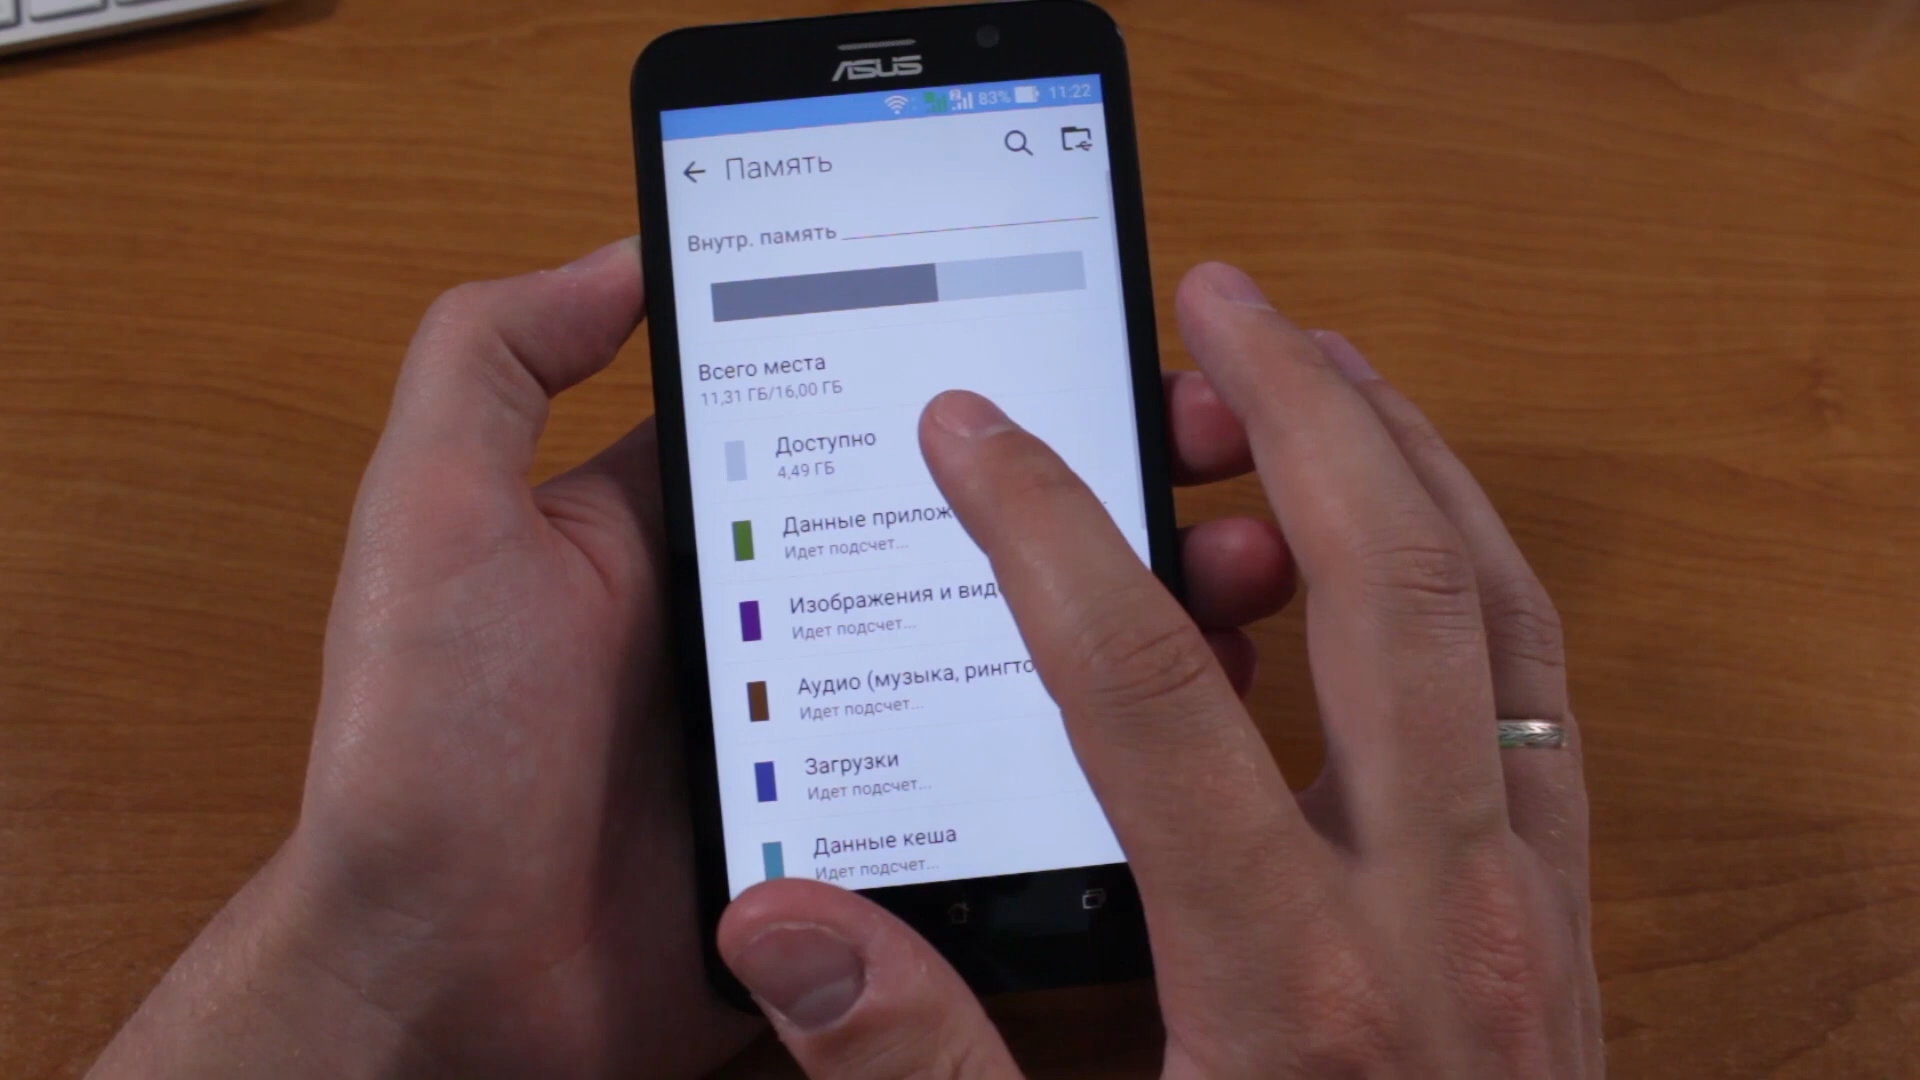 ASUS
83% 11:22
Память
Внутр. память
Всего места
11,31 ГБ/16,00 ГБ
Доступно
4,49 ГБ
Данные прилож
Идет подсчет...
Изображения и вид
Идет подсчет...
Аудио (музыка, рингто
Идет подсчет...
Загрузки
Идет подсчет...
Данные кеша
Идет подсчет...